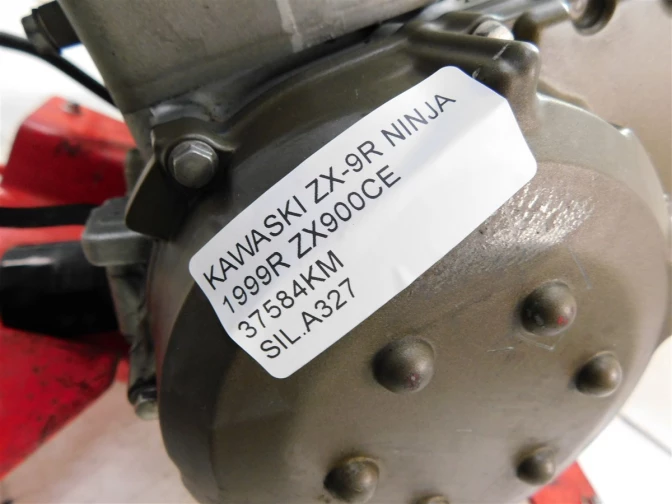 KAWASKI ZX-9R NINJA
1999R ZX900CE
37584KM
SIL.A327